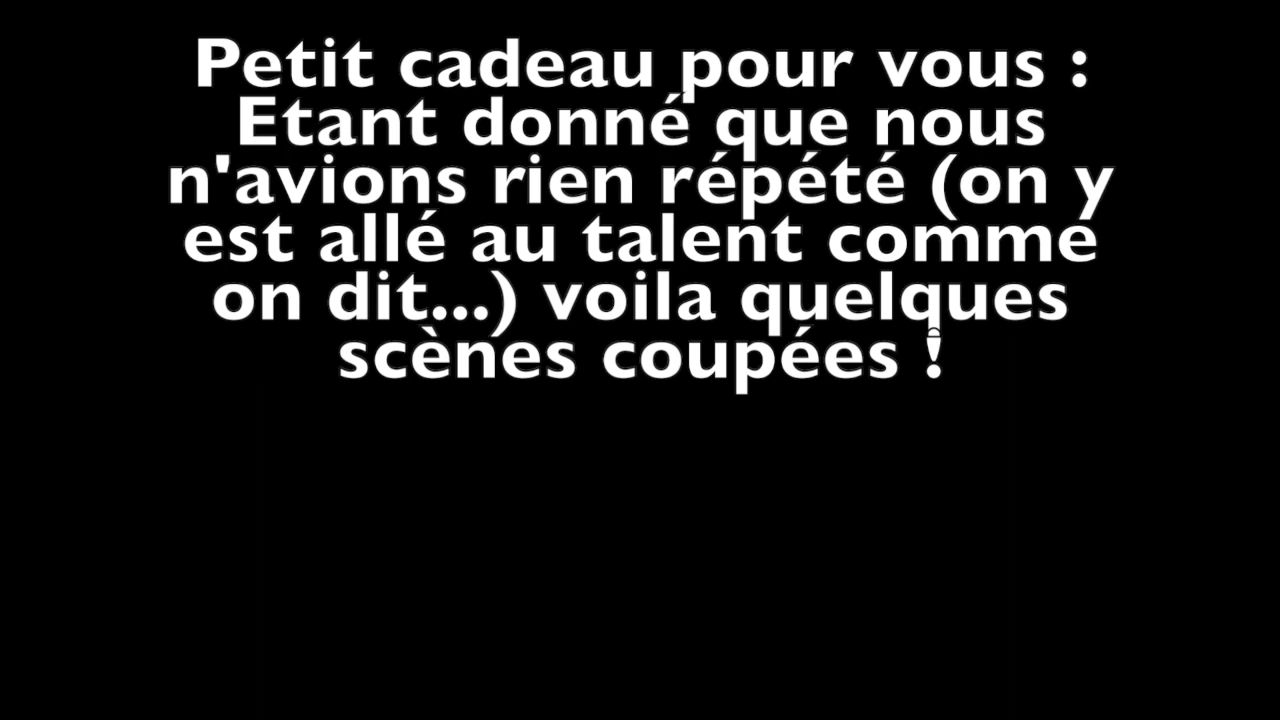 Petit cadeau pour vous :
Etant donné que nous
n'avions rien répété (on y
est allé au talent comme
on dit...) voila quelques
scènes coupées !